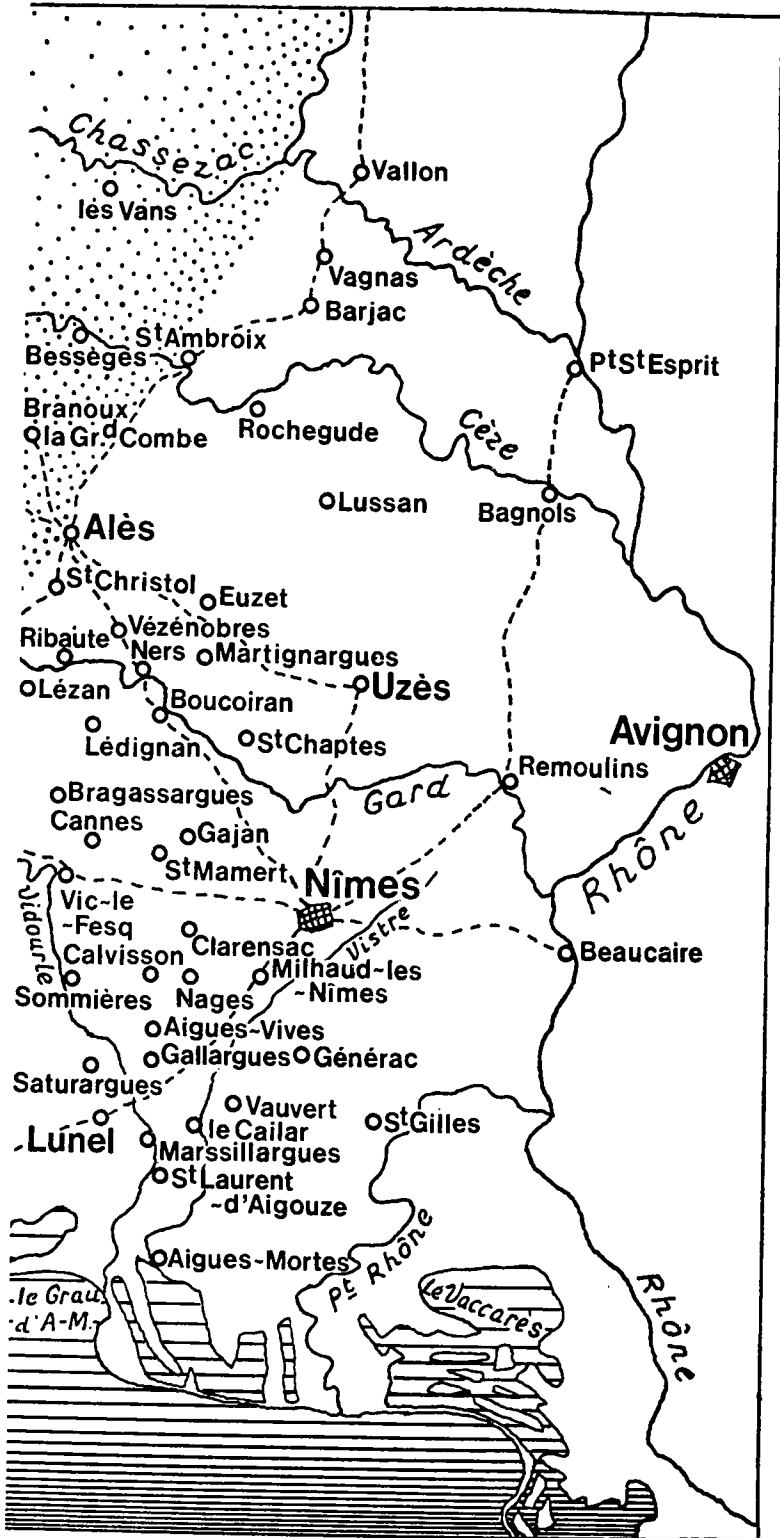 Chassezac
Vallon
les Vans
Ardèche
Vagnas
Barjac
St Ambroix
Bessèges
Pt St Esprit
Branoux
la Gr.d Combe
Rochegude
Cèze
Lussan
Bagnols
Alès
St Christol
Euzet
Vézénobres
Ribaute
Ners
Martignargues
Uzès
Lézan
Boucoiran
Avignon
Lédignan
St Chaptes
Remoulins
Gard
Bragassargues
Rhône
Cannes
Gajan
St Mamert
Nîmes
Vidourle
Vic-le
-Fesq
Vistre
Clarensac
Beaucaire
Calvisson
Milhaud-les
-Nîmes
Sommières
Nages
Aigues-Vives
Gallargues
Générac
Saturargues
Vauvert
St Gilles
Lunel
le Cailar
Marssillargues
St Laurent
-d'Aigouze
Aigues-Mortes
Pt Rhône
le Grau
d'A-M.
Le Vaccarès
Rhône